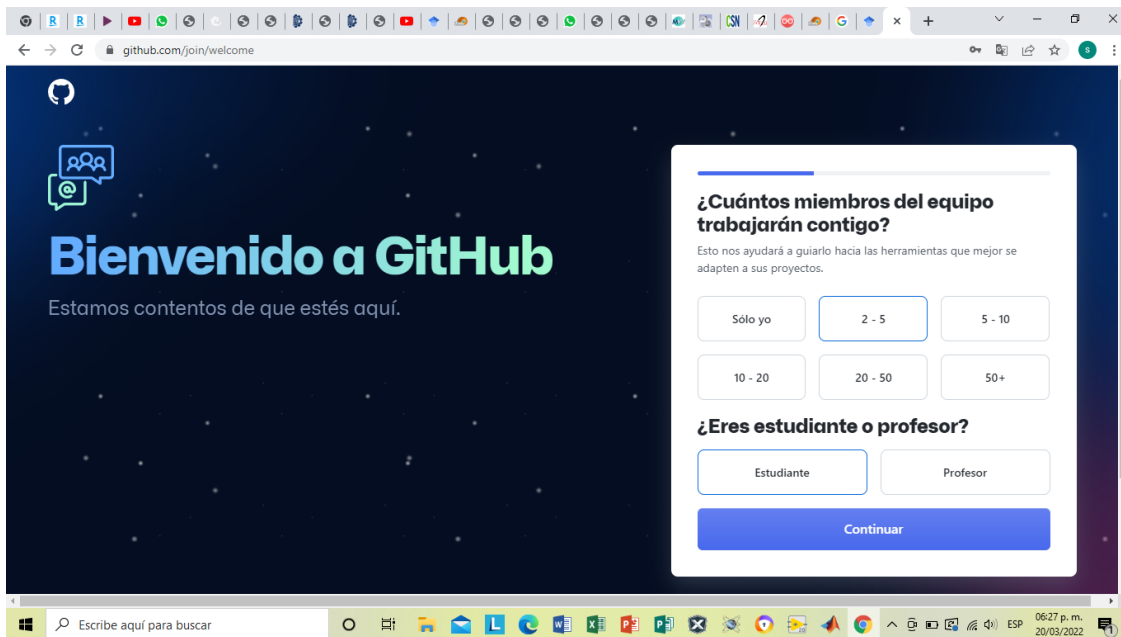 R
R
CSN
G
github.com/join/welcome
S
@
Bienvenido a GitHub
Estamos contentos de que estés aquí.
¿Cuántos miembros del equipo
trabajarán contigo?
Esto nos ayudará a guiarlo hacia las herramientas que mejor se
adapten a sus proyectos.
Sólo yo
2 - 5
5 - 10
10 - 20
20 - 50
50+
¿Eres estudiante o profesor?
Estudiante
Profesor
Continuar
Escribe aquí para buscar
L
ESP
06:27 p. m.
20/03/2022